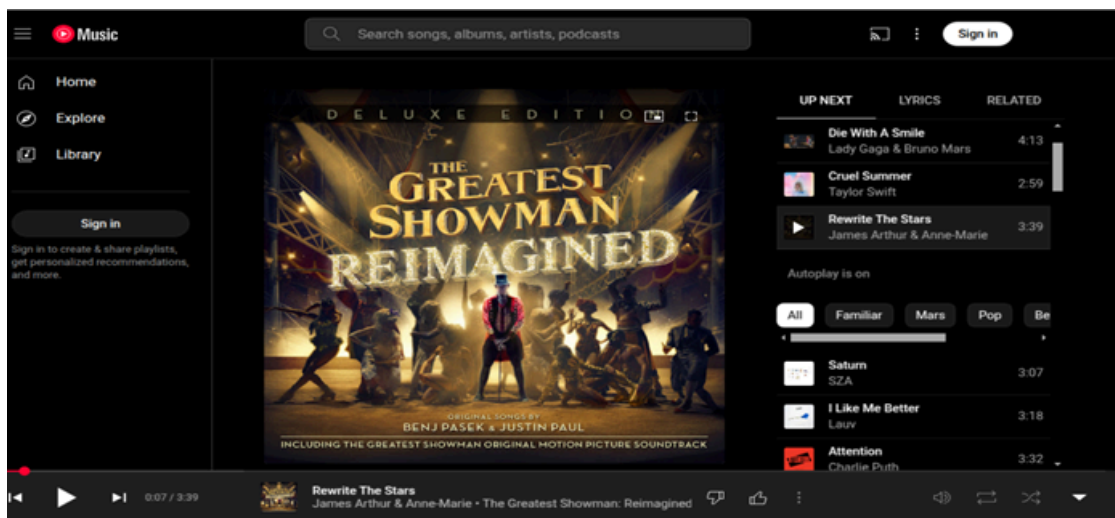 Music
Search songs, albums, artists, podcasts
Sign in
Home
Explore
Library
Sign in
Sign in to create & share playlists,
get personalized recommendations,
and more.
DELUXE EDITIO
THE
GREATEST
SHOWMAN
REIMAGINED
ORIGINAL SONGS BY
BENJ PASEK & JUSTIN PAUL
INCLUDING THE GREATEST SHOWMAN ORIGINAL MOTION PICTURE SOUNDTRACK
UP NEXT LYRICS RELATED
Die With A Smile
Lady Gaga & Bruno Mars 4:13
Cruel Summer
Taylor Swift 2:59
Rewrite The Stars
James Arthur & Anne-Marie 3:39
Autoplay is on
All Familiar Mars Pop Be
Saturn
SZA 3:07
I Like Me Better
Lauv 3:18
Attention
Charlie Puth 3:32
0:07 / 3:39
Rewrite The Stars
James Arthur & Anne-Marie • The Greatest Showman: Reimagined